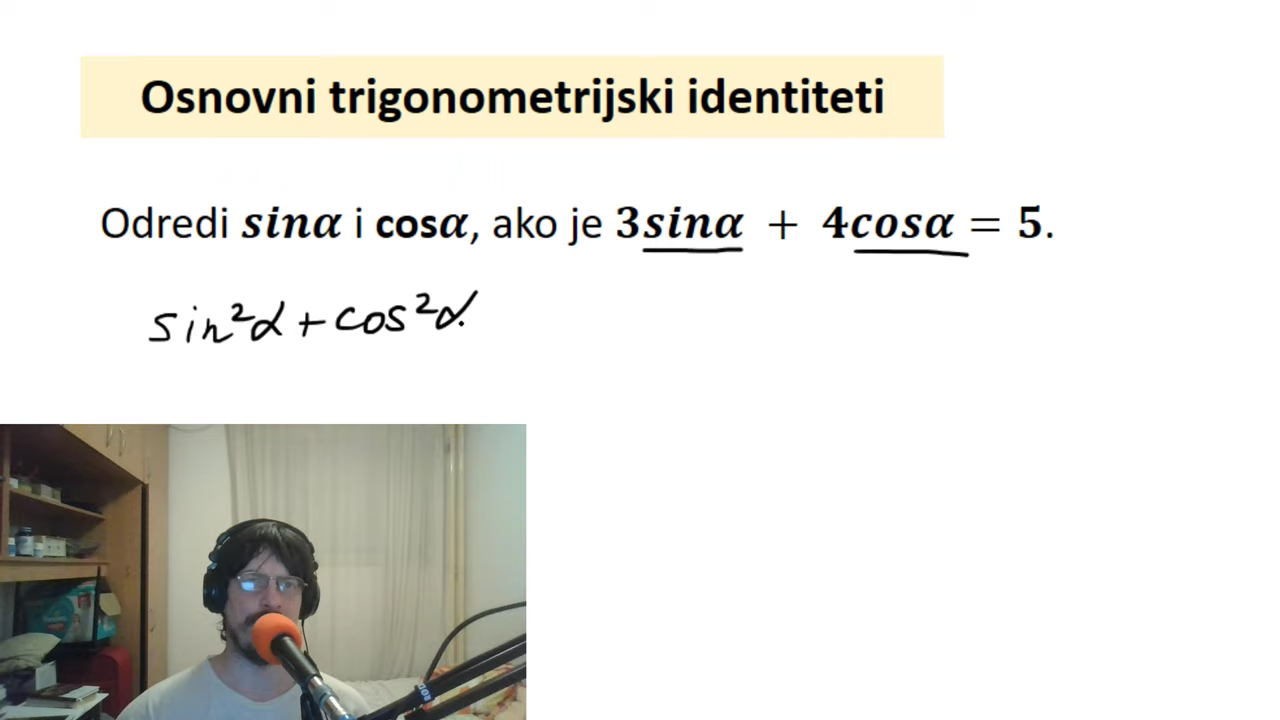 Osnovni trigonometrijski identiteti
Odredi sinα i cosα, ako je 3sinα + 4cosα = 5.
sin²α + cos²α